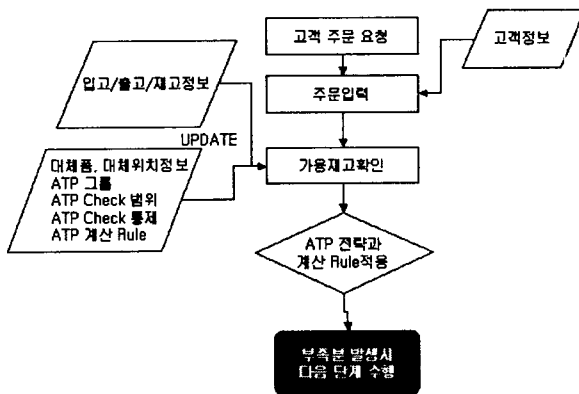 고객 주문 요청
고객정보
입고/출고/재고정보
주문입력
UPDATE
대체품, 대체위치정보
ATP 그룹
ATP Check 범위
ATP Check 통제
ATP 계산 Rule
가용재고확인
ATP 전략과
계산 Rule적용
부족분 발생시
다음 단계 수행